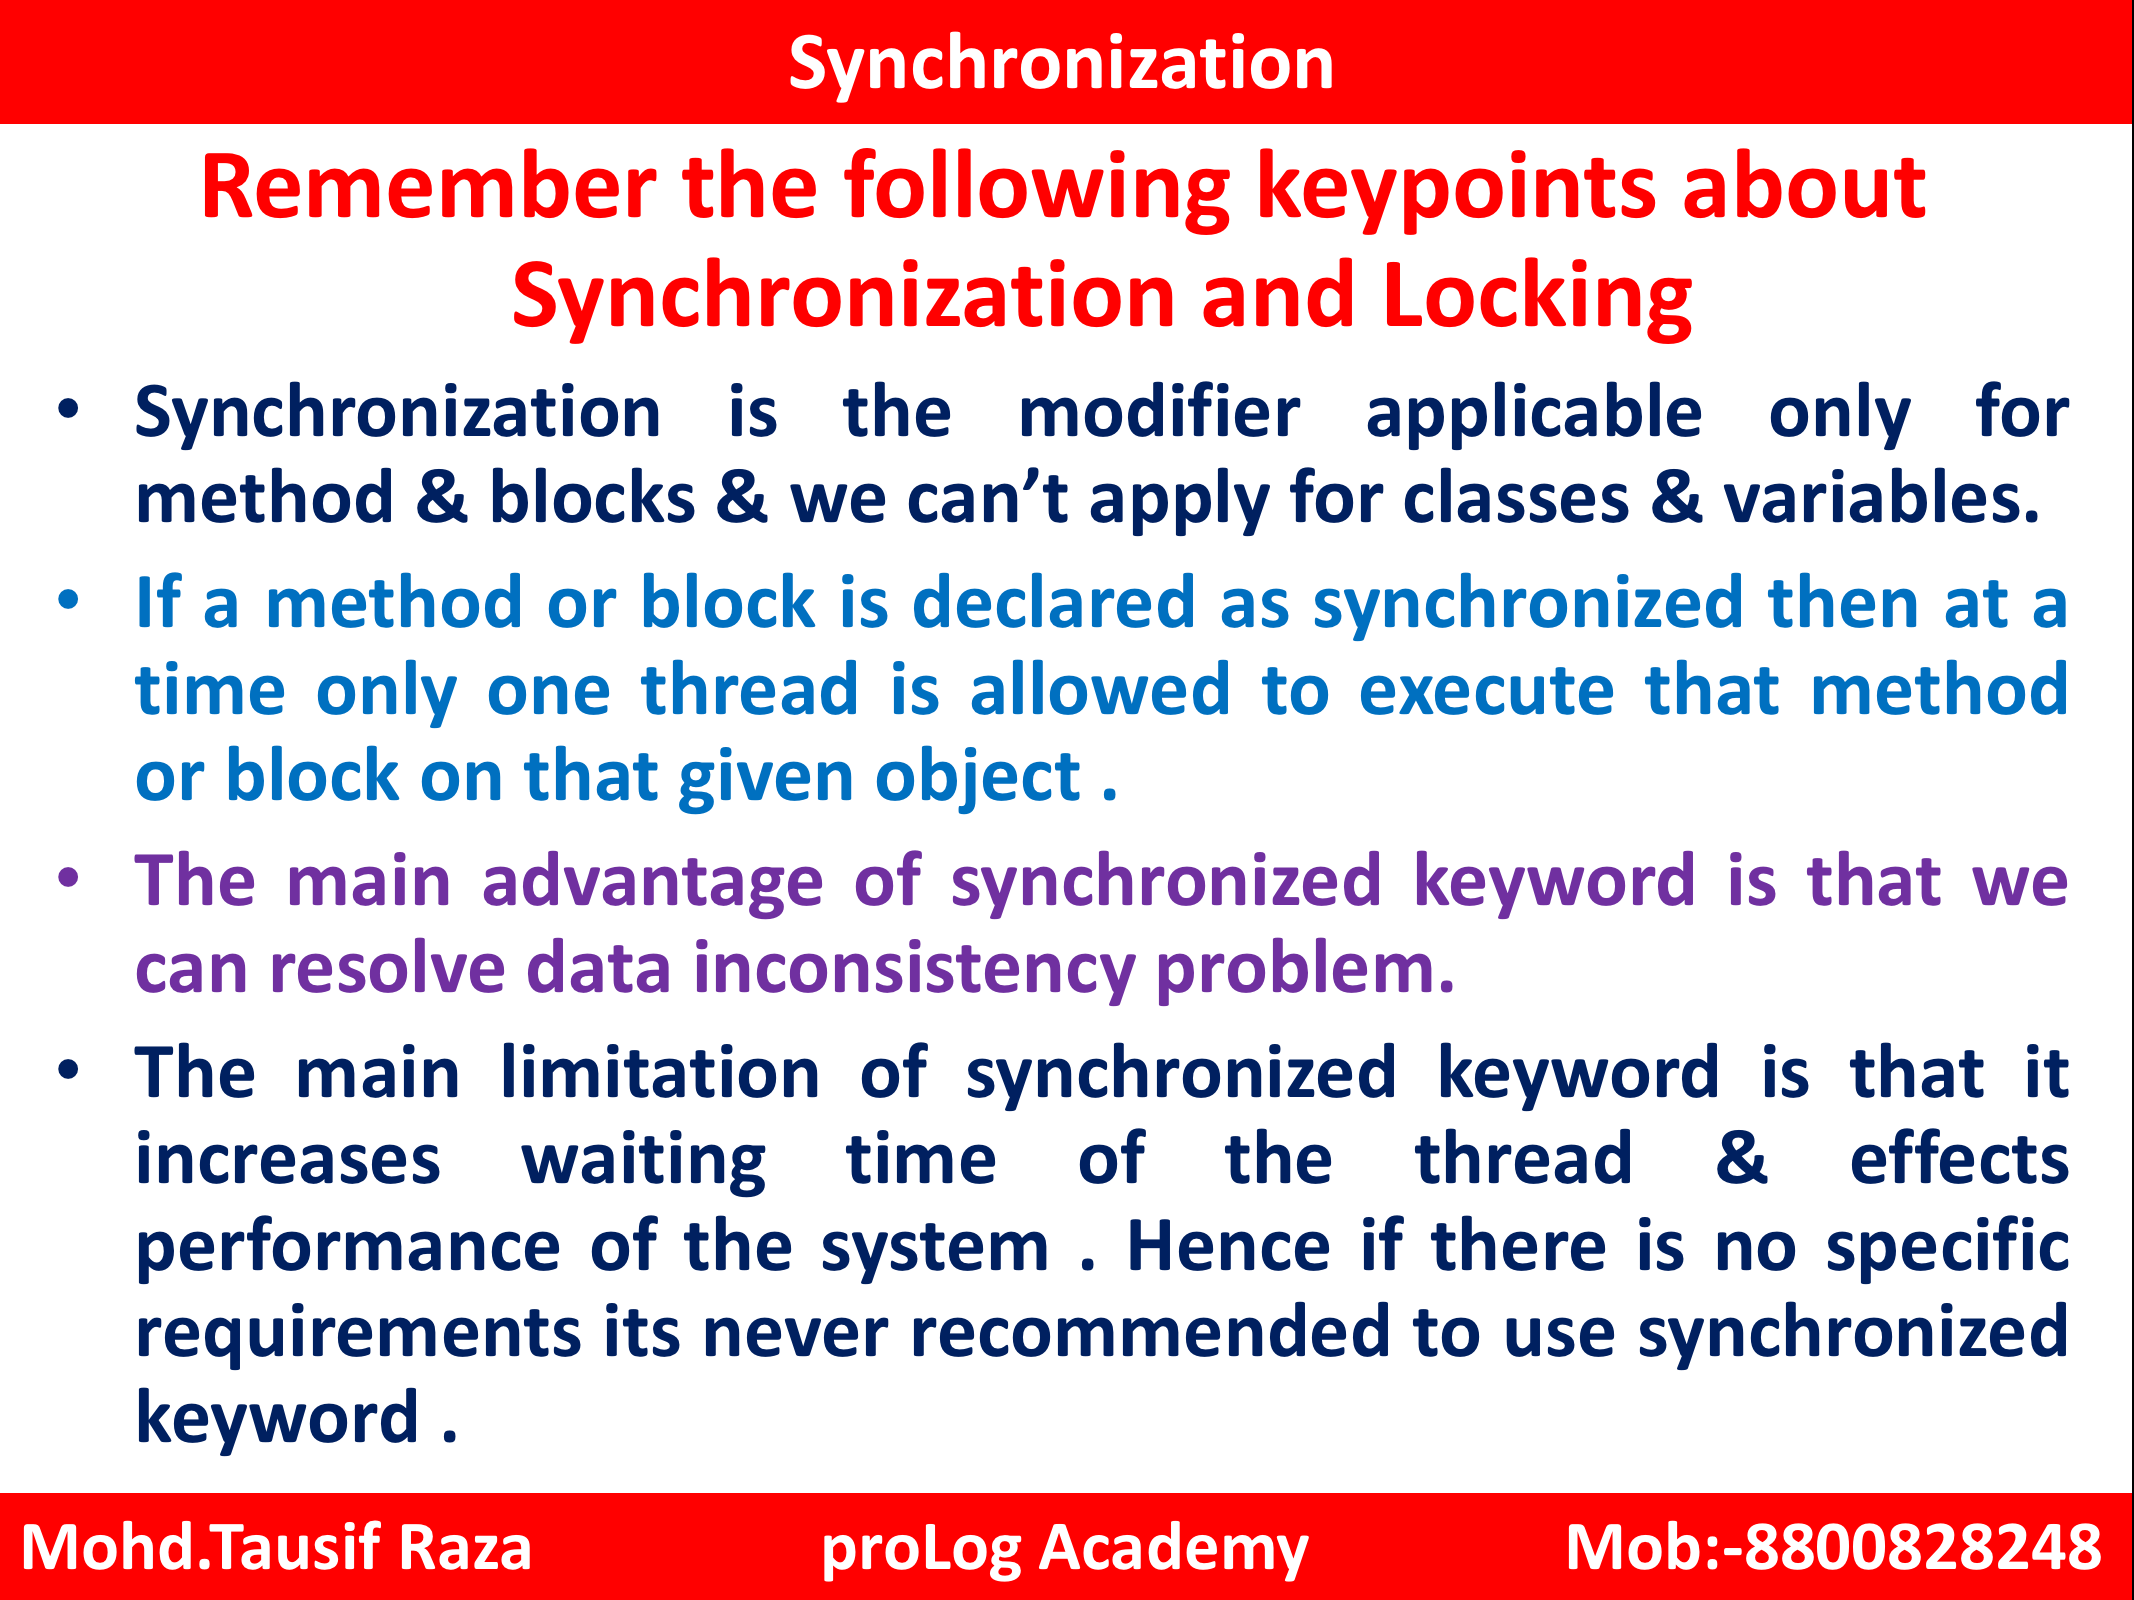 Synchronization
Remember the following keypoints about
Synchronization and Locking
• Synchronization is the modifier applicable only for
method & blocks & we can’t apply for classes & variables.
• If a method or block is declared as synchronized then at a
time only one thread is allowed to execute that method
or block on that given object .
• The main advantage of synchronized keyword is that we
can resolve data inconsistency problem.
• The main limitation of synchronized keyword is that it
increases waiting time of the thread & effects
performance of the system . Hence if there is no specific
requirements its never recommended to use synchronized
keyword .
Mohd.Tausif Raza proLog Academy Mob:-8800828248